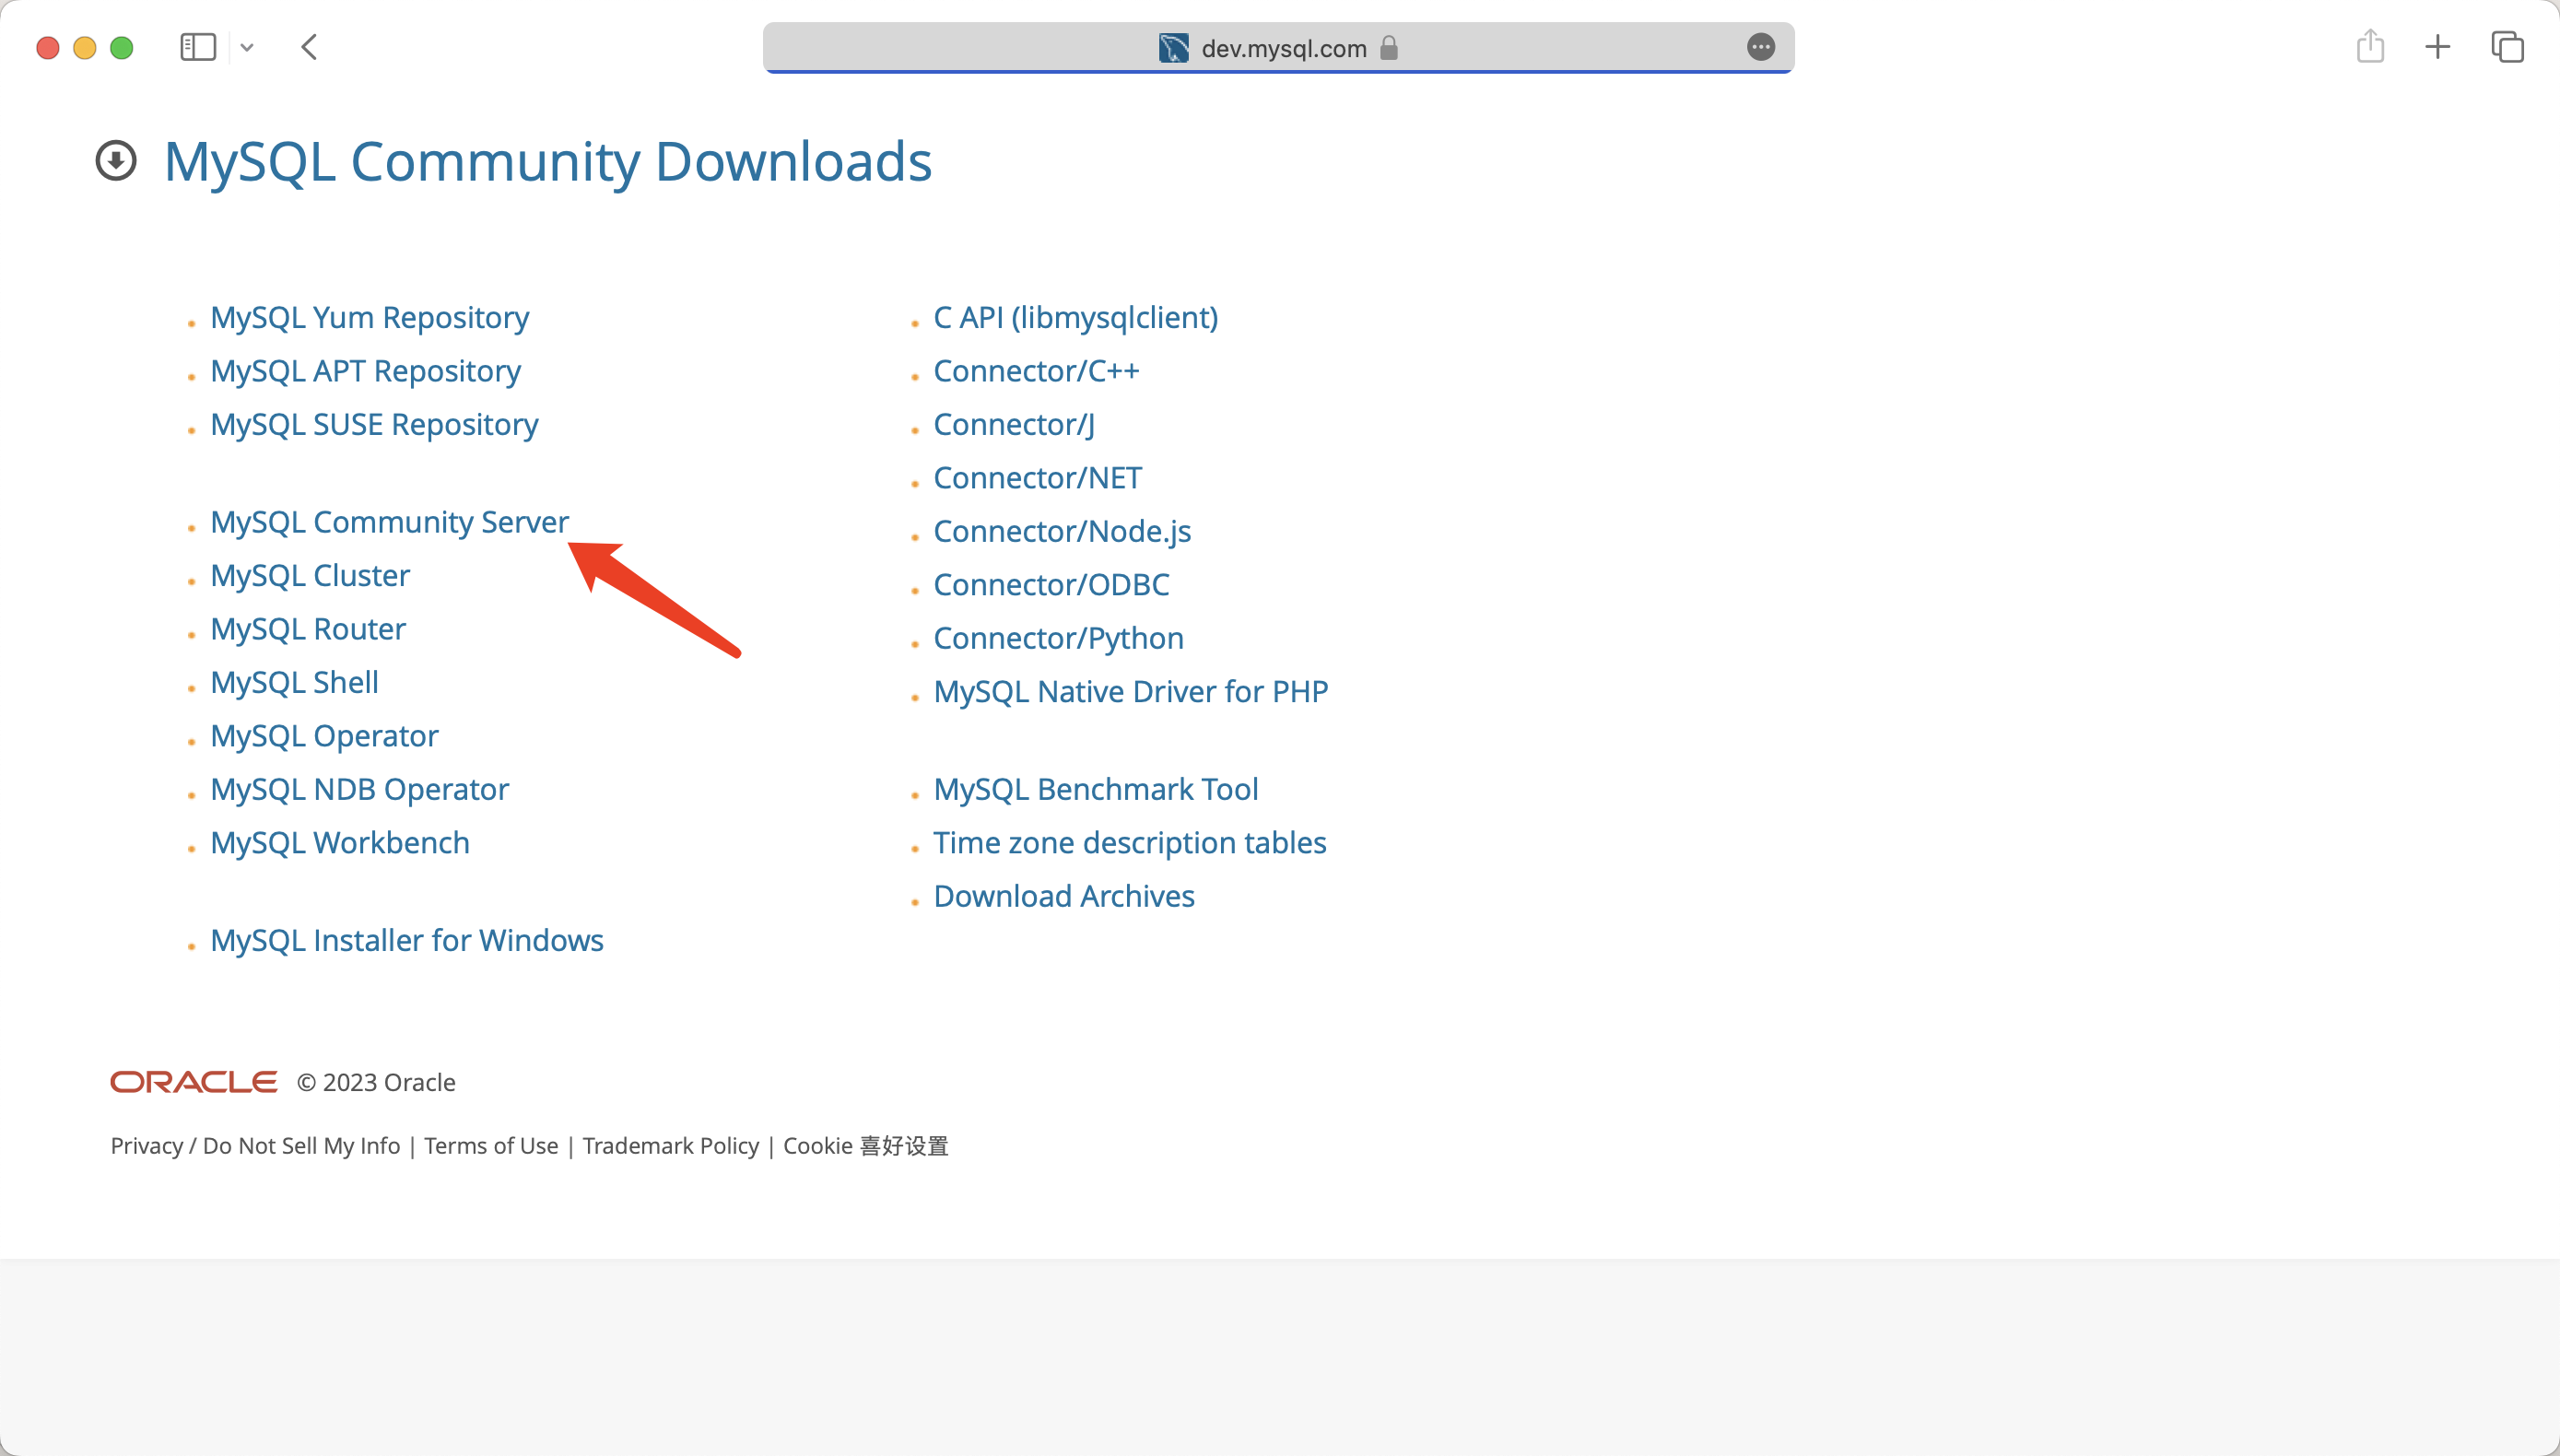 dev.mysql.com
MySQL Community Downloads
MySQL Yum Repository
MySQL APT Repository
MySQL SUSE Repository
MySQL Community Server
MySQL Cluster
MySQL Router
MySQL Shell
MySQL Operator
MySQL NDB Operator
MySQL Workbench
MySQL Installer for Windows
C API (libmysqlclient)
Connector/C++
Connector/J
Connector/NET
Connector/Node.js
Connector/ODBC
Connector/Python
MySQL Native Driver for PHP
MySQL Benchmark Tool
Time zone description tables
Download Archives
ORACLE © 2023 Oracle
Privacy / Do Not Sell My Info | Terms of Use | Trademark Policy | Cookie 喜好设置